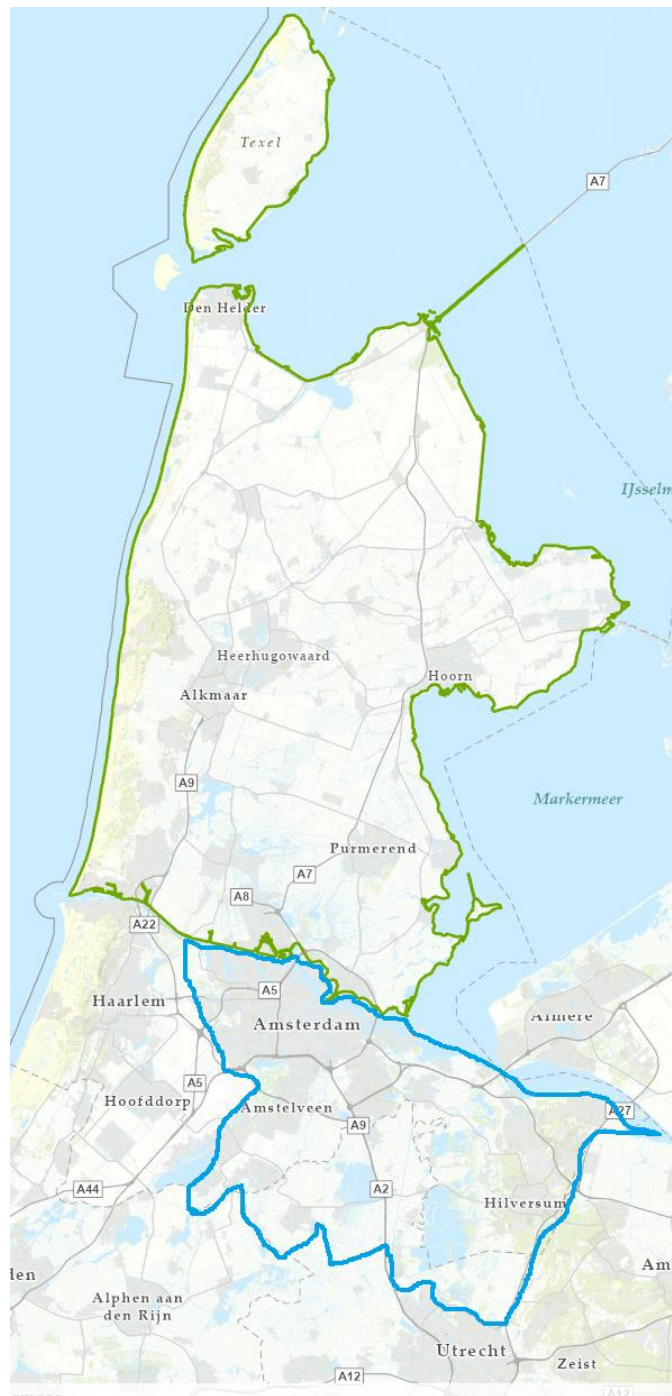 Texel
A7
Den Helder
IJsselm
Heerhugowaard
Hoorn
Alkmaar
A9
Markermeer
Purmerend
A7
A8
A22
A5
Haarlem
Almere
Amsterdam
A5
Hoofddorp
Amstelveen
A27
A9
A44
A2
Hilversum
den
Am
Alphen aan
den Rijn
Utrecht
Zeist
A12
A12